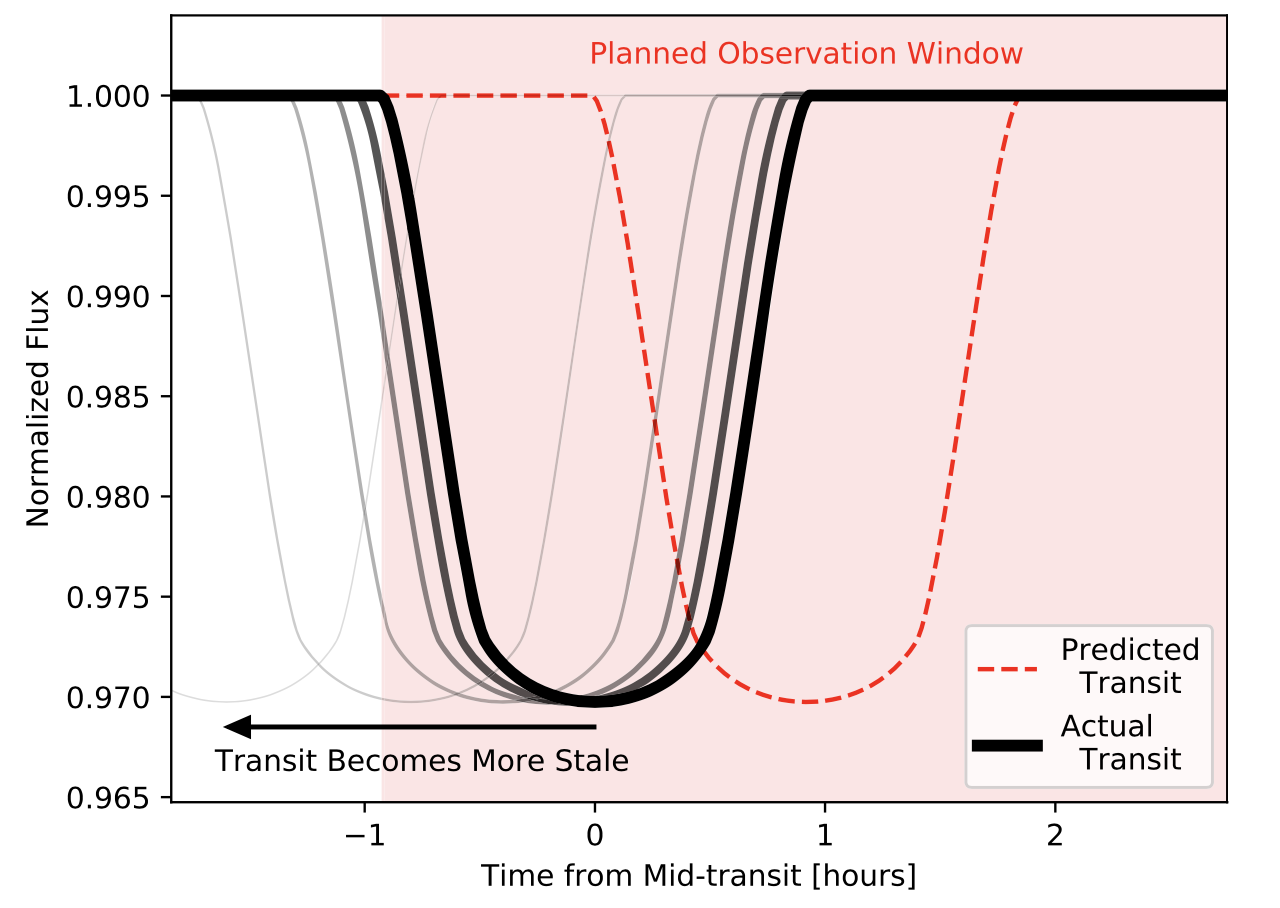 Planned Observation Window
1.000
0.995
0.990
0.985
0.980
0.975
0.970
0.965
Normalized Flux
Transit Becomes More Stale
Predicted
Transit
Actual
Transit
−1
0
1
2
Time from Mid-transit [hours]